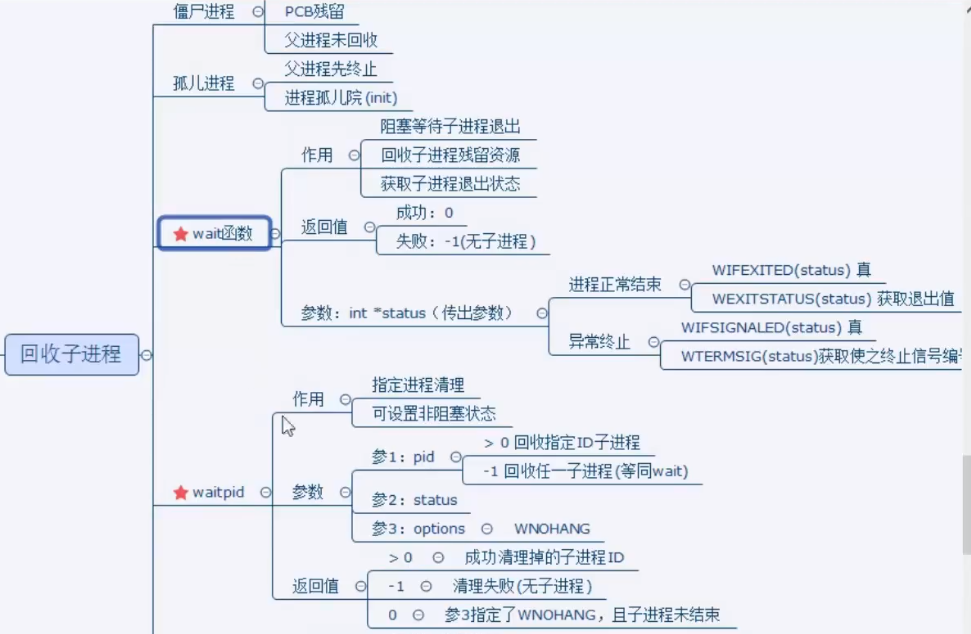 僵尸进程
PCB残留
父进程未回收
孤儿进程
父进程先终止
进程孤儿院(init)
回收子进程
wait函数
作用
阻塞等待子进程退出
回收子进程残留资源
获取子进程退出状态
返回值
成功：0
失败：-1(无子进程)
参数：int *status（传出参数）
进程正常结束
WIFEXITED(status) 真
WEXITSTATUS(status) 获取退出值
异常终止
WIFSIGNALED(status) 真
WTERMSIG(status)获取使之终止信号编
waitpid
作用
指定进程清理
可设置非阻塞状态
参数
参1：pid
> 0 回收指定ID子进程
-1 回收任一子进程(等同wait)
参2：status
参3：options
WNOHANG
返回值
> 0
成功清理掉的子进程ID
-1
清理失败(无子进程)
0
参3指定了WNOHANG，且子进程未结束